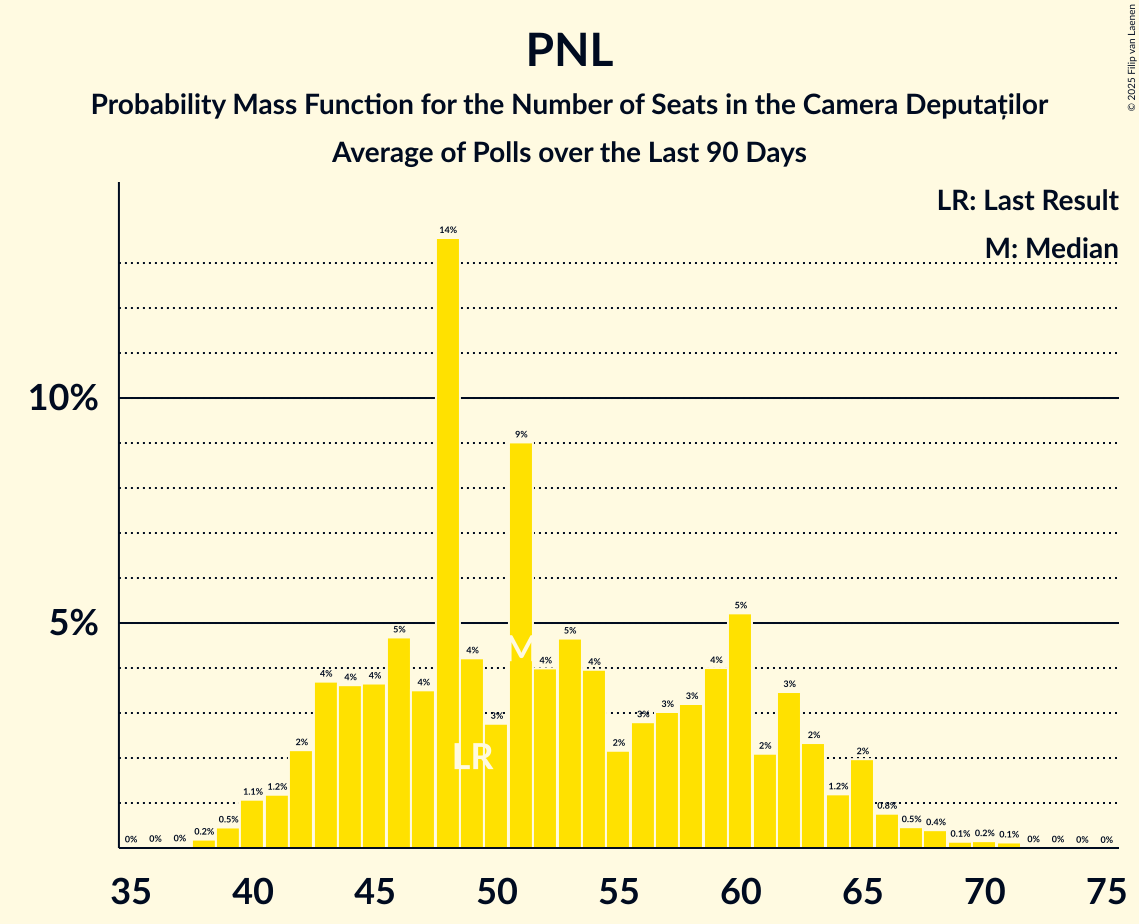 © 2025 Filip van Laenen
PNL
Probability Mass Function for the Number of Seats in the Camera Deputaților
Average of Polls over the Last 90 Days
LR: Last Result
M: Median
10%
5%
0% 0% 0% 0.2% 0.5% 1.1% 1.2% 2% 4% 4% 4% 5% 4% 14% 4% 3% 9% 4% 5% 4% 2% 3% 3% 3% 4% 5% 2% 3% 2% 1.2% 2% 0.8% 0.5% 0.4% 0.1% 0.2% 0.1% 0% 0% 0% 0%
M
LR
35 40 45 50 55 60 65 70 75